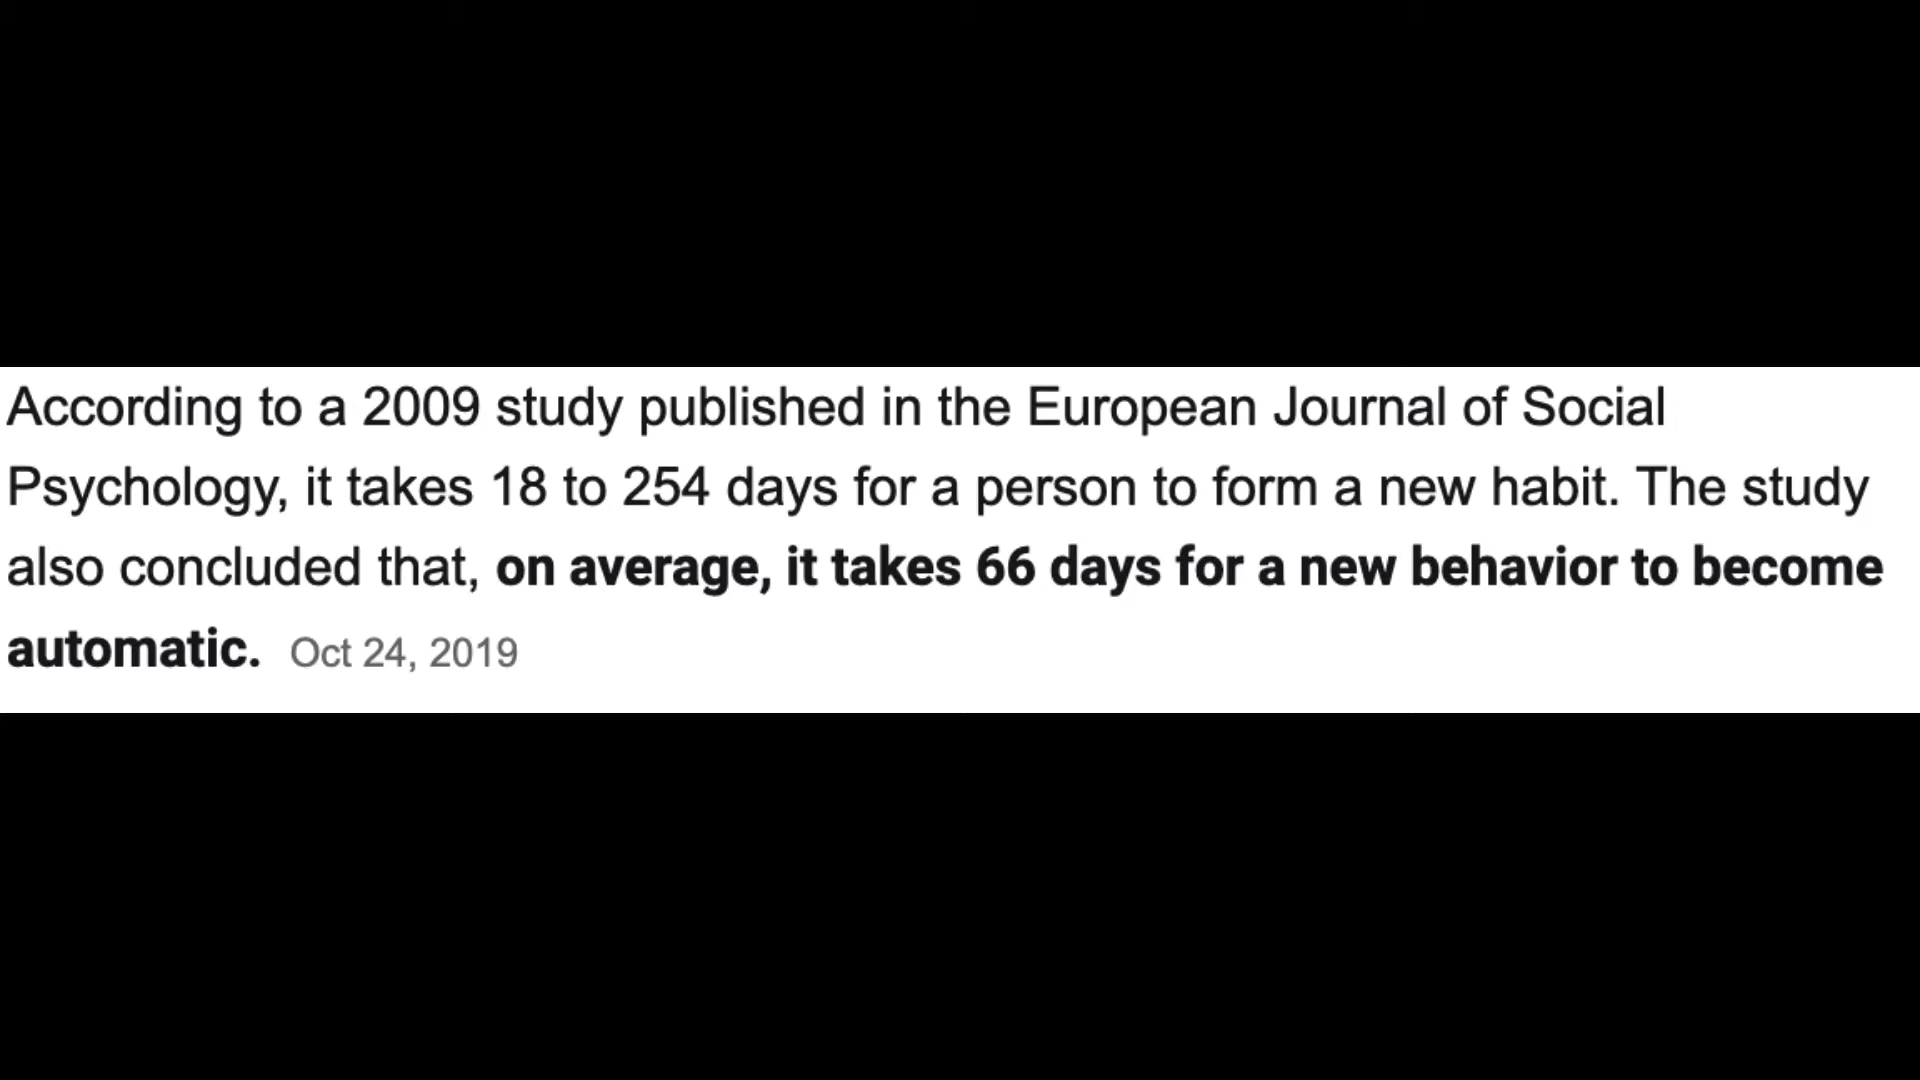 According to a 2009 study published in the European Journal of Social
Psychology, it takes 18 to 254 days for a person to form a new habit. The study
also concluded that, on average, it takes 66 days for a new behavior to become
automatic. Oct 24, 2019